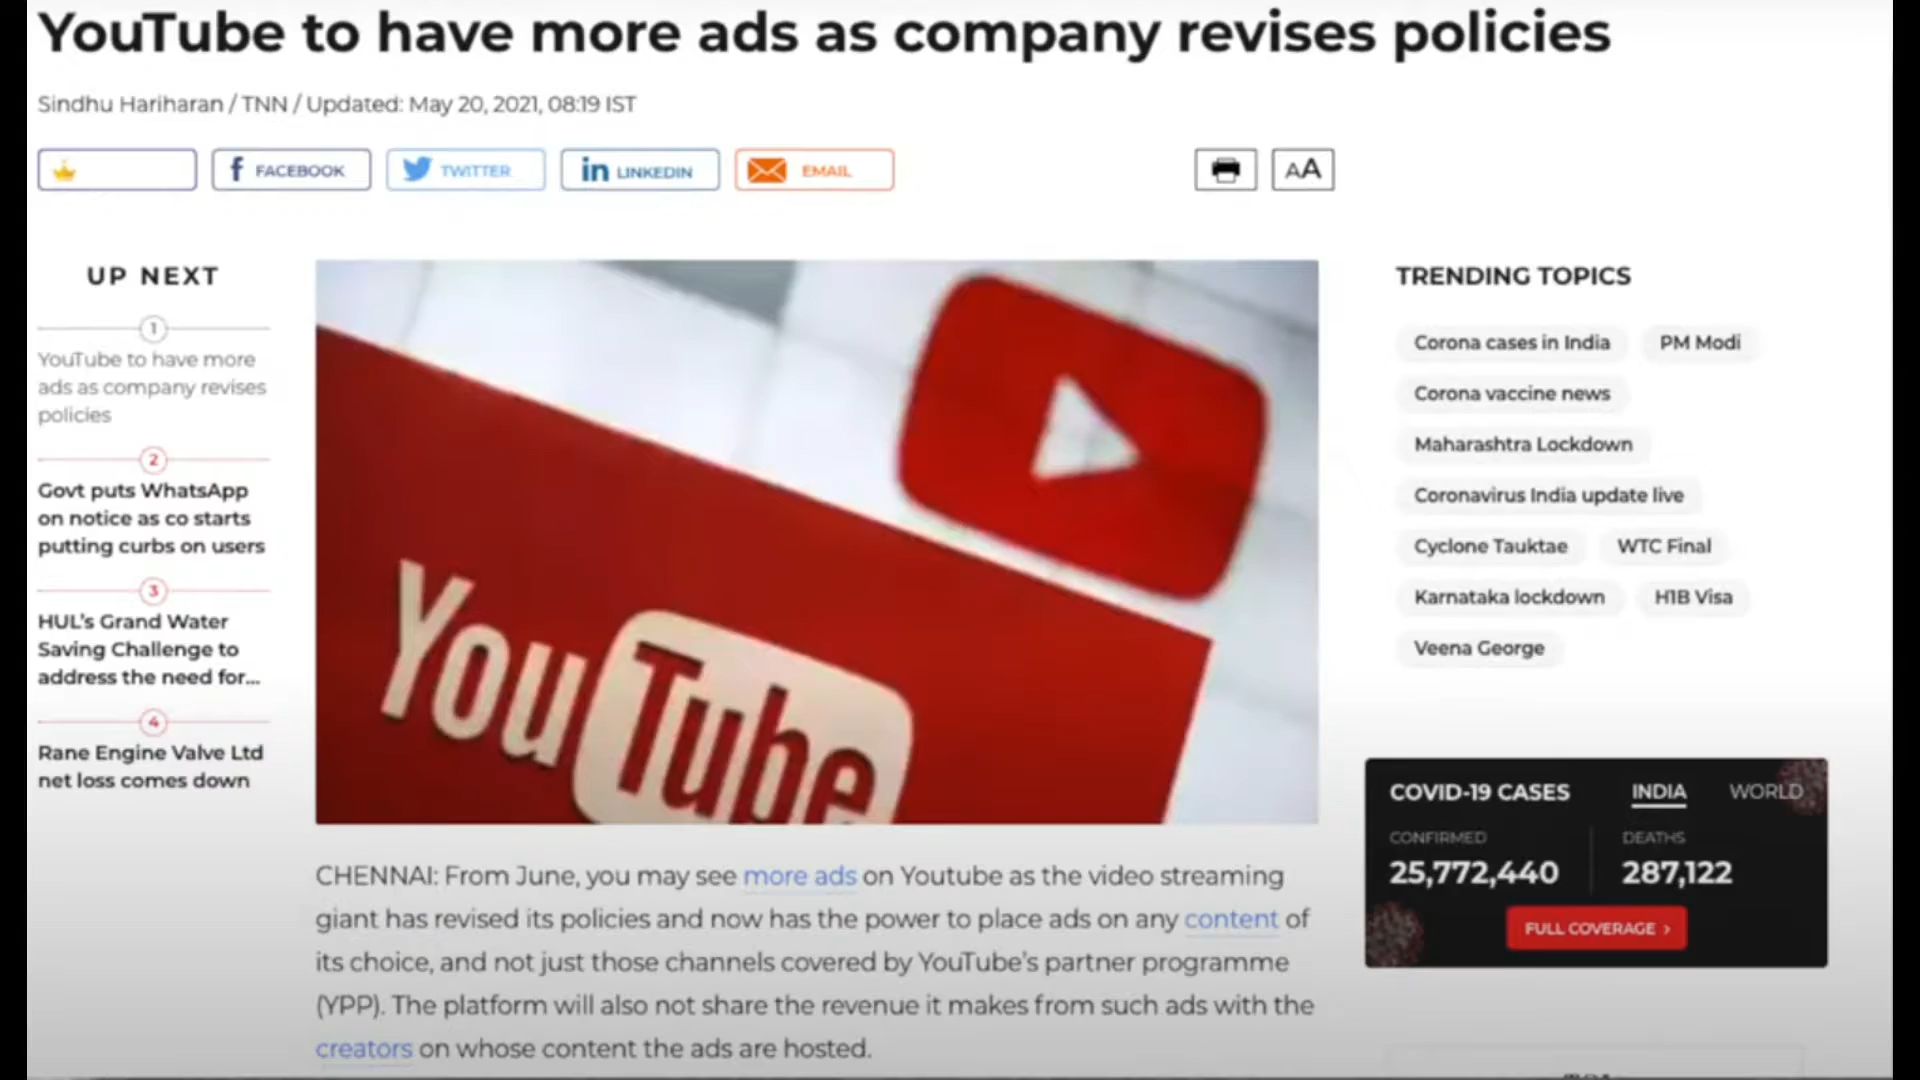 YouTube to have more ads as company revises policies
Sindhu Hariharan / TNN / Updated: May 20, 2021, 08:19 IST
FACEBOOK
TWITTER
LINKEDIN
EMAIL
AA
UP NEXT
1
YouTube to have more
ads as company revises
policies
2
Govt puts WhatsApp
on notice as co starts
putting curbs on users
3
HUL's Grand Water
Saving Challenge to
address the need for...
4
Rane Engine Valve Ltd
net loss comes down
YouTube
CHENNAI: From June, you may see more ads on Youtube as the video streaming
giant has revised its policies and now has the power to place ads on any content of
its choice, and not just those channels covered by YouTube's partner programme
(YPP). The platform will also not share the revenue it makes from such ads with the
creators on whose content the ads are hosted.
TRENDING TOPICS
Corona cases in India PM Modi
Corona vaccine news
Maharashtra Lockdown
Coronavirus India update live
Cyclone Tauktae WTC Final
Karnataka lockdown H1B Visa
Veena George
COVID-19 CASES INDIA WORLD
CONFIRMED DEATHS
25,772,440 287,122
FULL COVERAGE ›